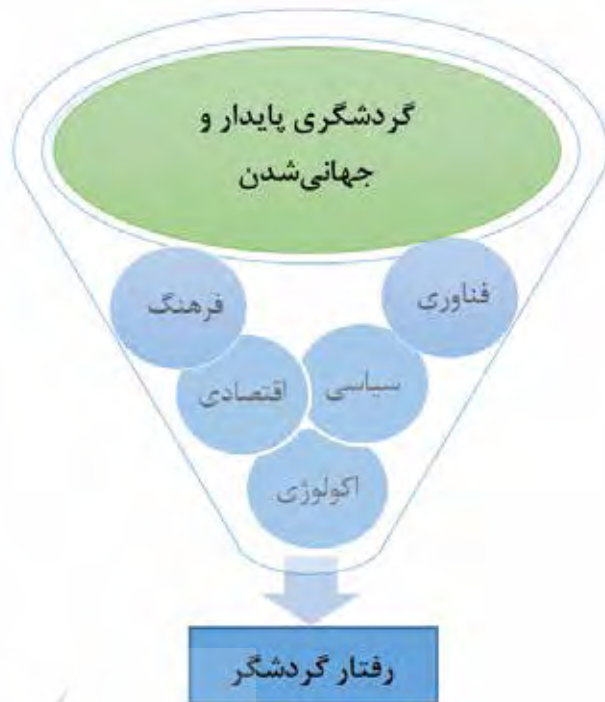 گردشگری پایدار و
جهانی‌شدن
فناوری
فرهنگ
سیاسی
اقتصادی
اکولوژی
رفتار گردشگر